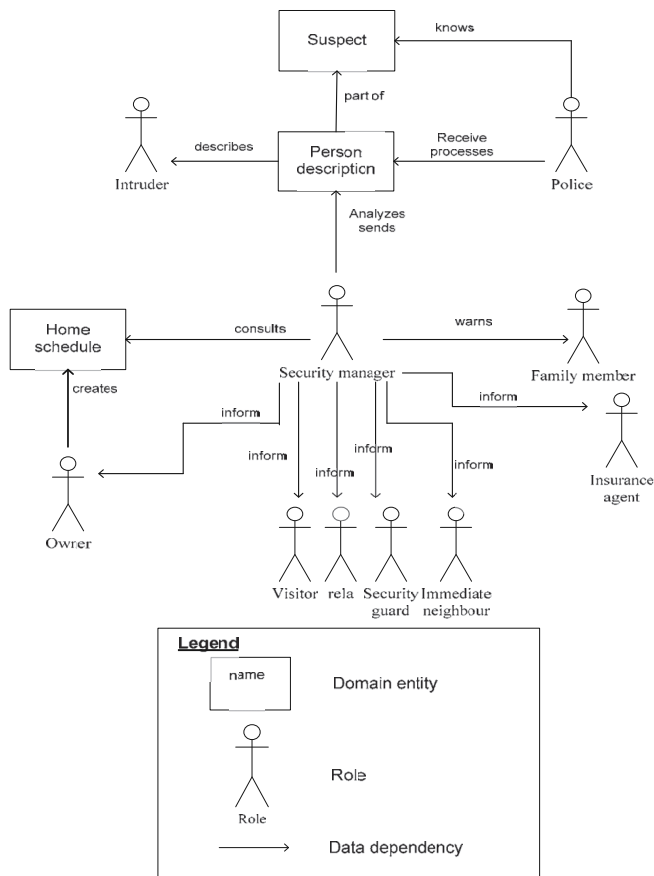 knows
Suspect
part of
describes
Person
description
Receive
processes
Intruder
Police
Analyzes
sends
Home
schedule
consults
warns
Security manager
Family member
creates
inform
inform
inform
inform
inform
inform
Insurance
agent
Owner
Visitor
rela
Security
guard
Immediate
neighbour
Legend
name
Domain entity
Role
Role
Data dependency